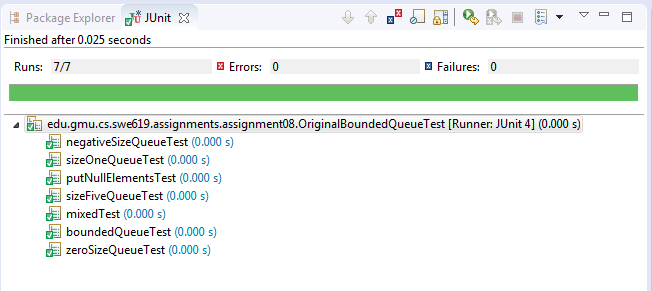 Package Explorer JUnit
Finished after 0.025 seconds
Runs: 7/7 Errors: 0 Failures: 0
edu.gmu.cs.swe619.assignments.assignment08.OriginalBoundedQueueTest [Runner: JUnit 4] (0.000 s)
negativeSizeQueueTest (0.000 s)
sizeOneQueueTest (0.000 s)
putNullElementsTest (0.000 s)
sizeFiveQueueTest (0.000 s)
mixedTest (0.000 s)
boundedQueueTest (0.000 s)
zeroSizeQueueTest (0.000 s)